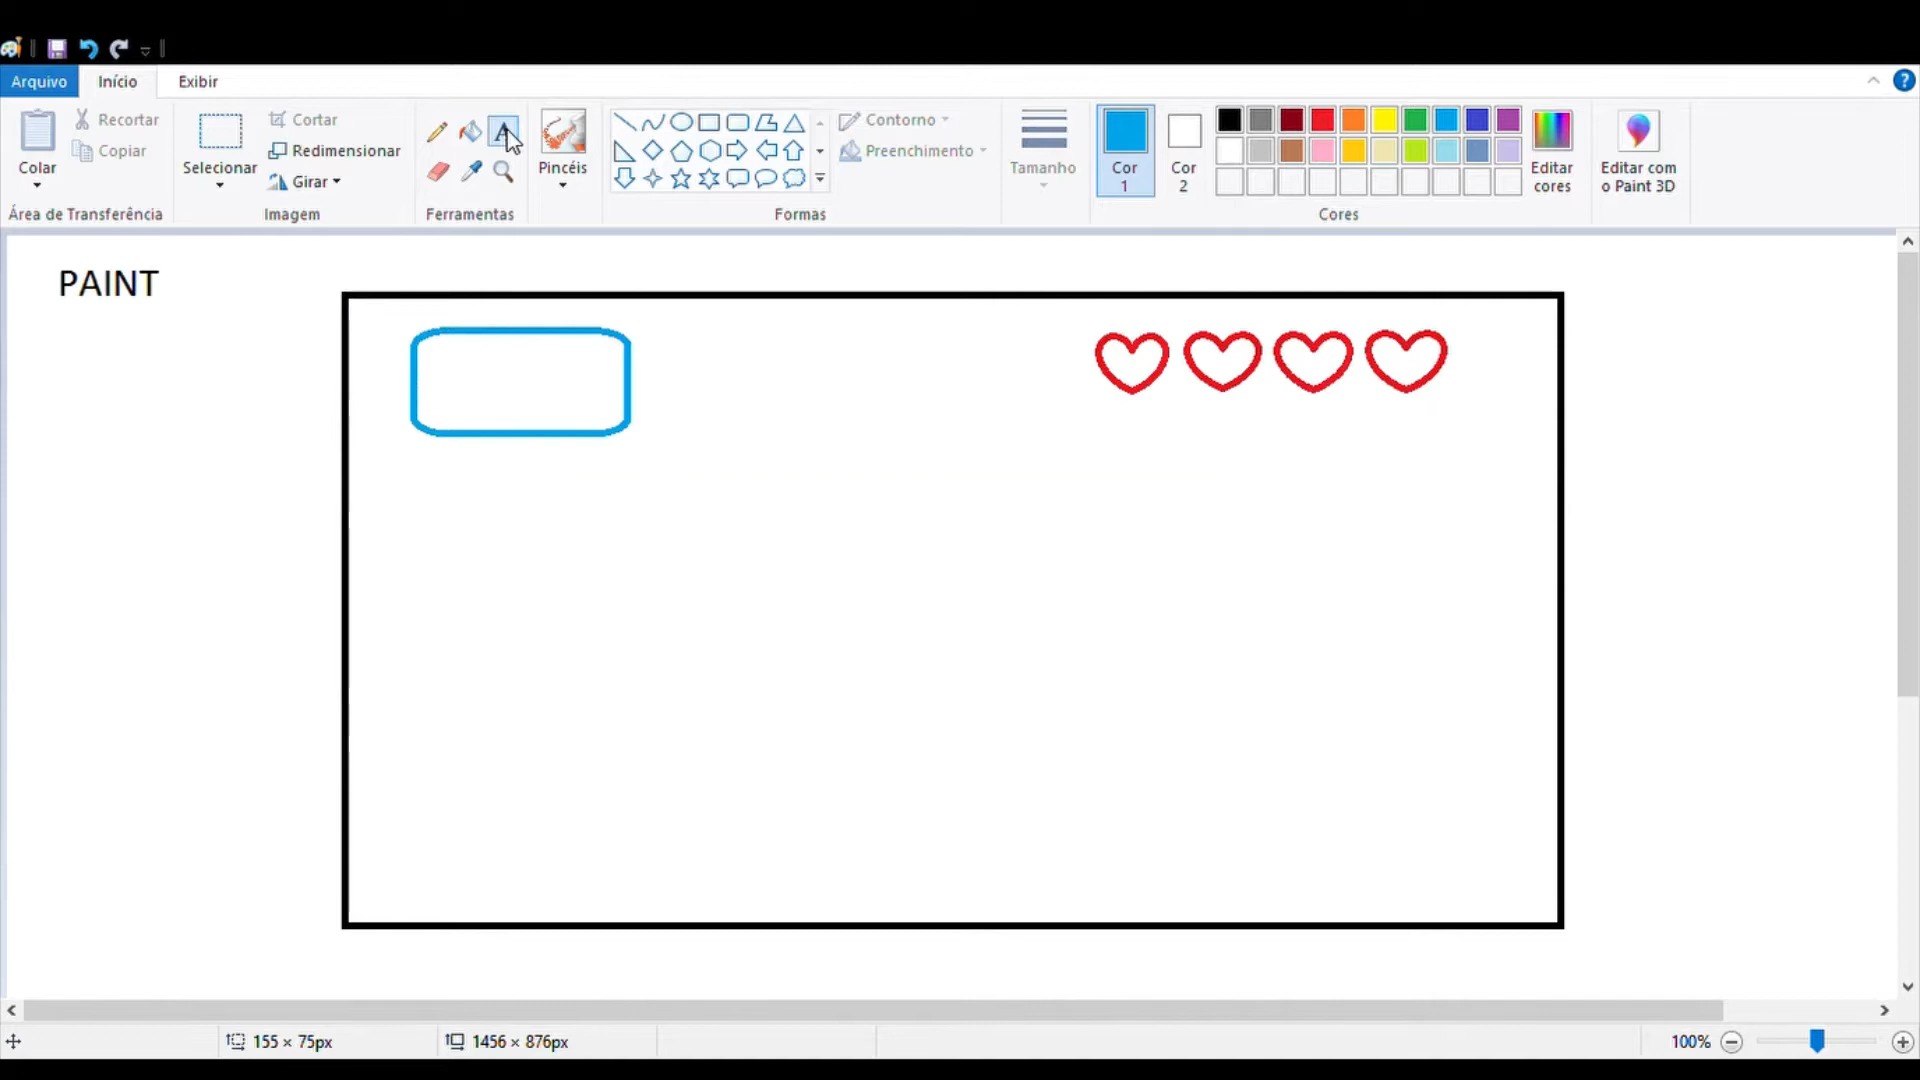 Arquivo Início Exibir
Colar
Recortar
Copiar
Área de Transferência
Selecionar
Cortar
Redimensionar
Girar
Imagem
A
Ferramentas
Pincéis
Formas
Contorno
Preenchimento
Tamanho
Cor
1
Cor
2
Cores
Editar
cores
Editar com
o Paint 3D
?
PAINT
155 × 75px
1456 × 876px
100%